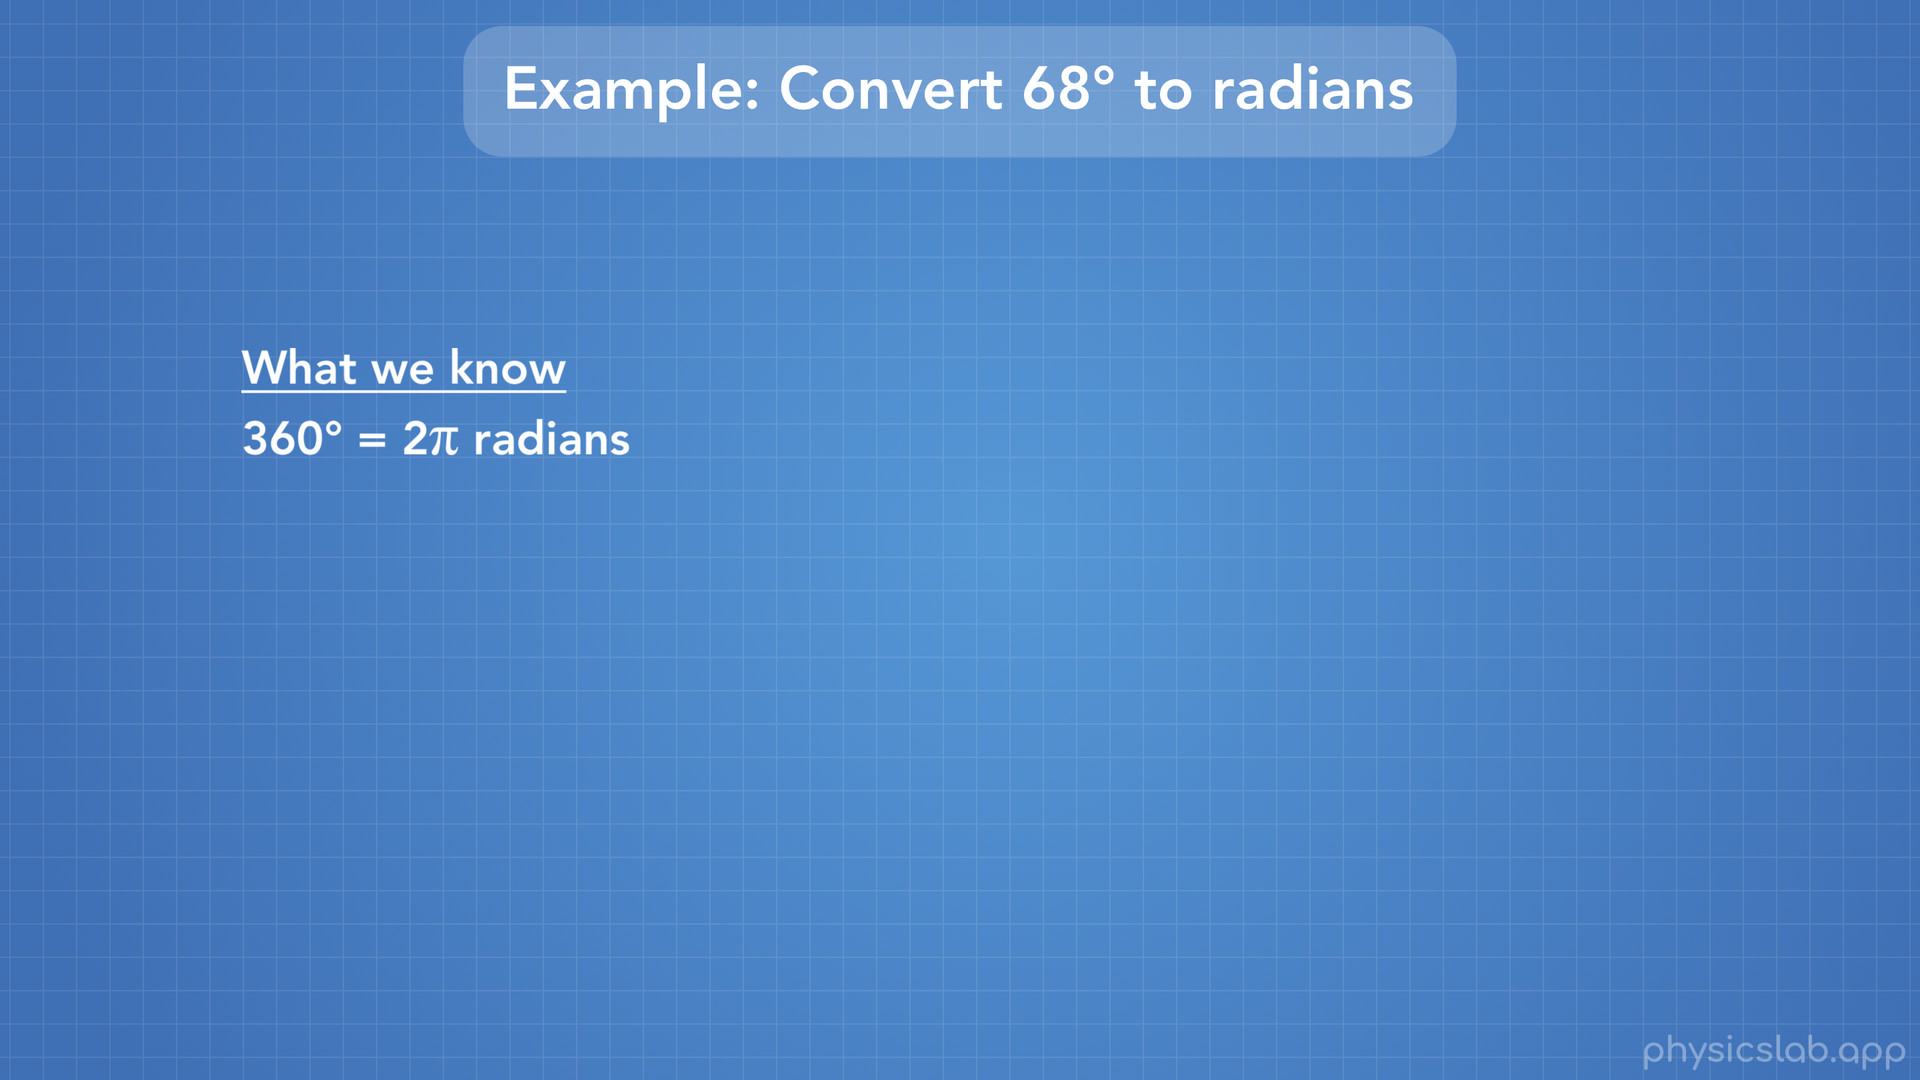 Example: Convert 68° to radians
What we know
360° = 2π radians
physicslab.app